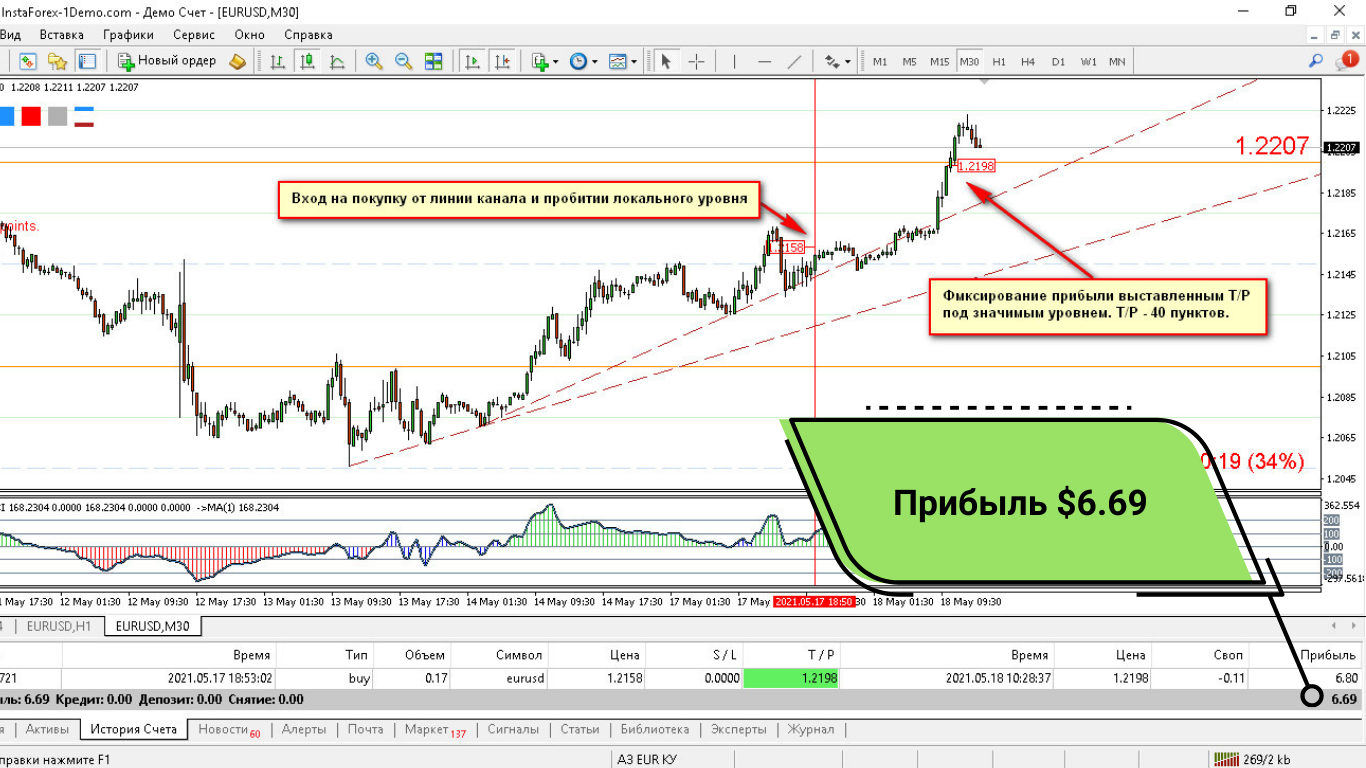 InstaForex-1Demo.com - Демо Счет - [EURUSD,M30]
Вид Вставка Графики Сервис Окно Справка
Новый ордер M1 M5 M15 M30 H1 H4 D1 W1 MN 1
0 1.2208 1.2211 1.2207 1.2207
1.2225
1.2207 1.2207
1.2198
1.2185
Вход на покупку от линии канала и пробитии локального уровня
oints.
1.2165
1.2158
1.2145
Фыксирование прибыли выставленным T/P
под значимым уровнем. T/P - 40 пунктов.
1.2125
1.2105
1.2085
1.2065
0:19 (34%)
1.2045
Прибыль $6.69
CI 168.2304 0.0000 168.2304 0.0000 0.0000 ->MA(1) 168.2304
362.554
200
100
0.00
-100
-200
-297.561
1 May 17:30 12 May 01:30 12 May 09:30 12 May 17:30 13 May 01:30 13 May 09:30 13 May 17:30 14 May 01:30 14 May 09:30 14 May 17:30 17 May 01:30 17 May 2021.05.17 18:50 30 18 May 01:30 18 May 09:30
4 EURUSD,H1 EURUSD,M30
Время Тип Объем Символ Цена S / L T / P Время Цена Своп Прибыль
721 2021.05.17 18:53:02 buy 0.17 eurusd 1.2158 0.0000 1.2198 2021.05.18 10:28:37 1.2198 -0.11 6.80
ль: 6.69 Кредит: 0.00 Депозит: 0.00 Снятие: 0.00 6.69
я Активы История Счета Новости 60 Алерты Почта Маркет 137 Сигналы Статьи Библиотека Эксперты Журнал
правки нажмите F1 АЗ EUR КУ 269/2 kb